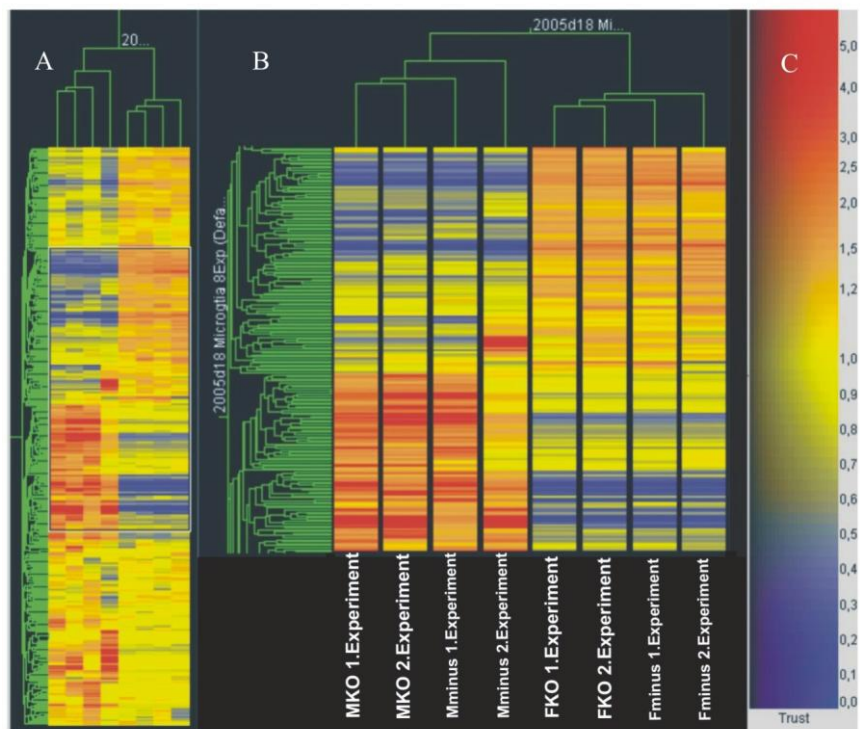 A
20...
B
2005d18 Mi...
2005d18 Microgtia 8Exp (Defa...
MKO 1.Experiment
MKO 2.Experiment
Mminus 1.Experiment
Mminus 2.Experiment
FKO 1.Experiment
FKO 2.Experiment
Fminus 1.Experiment
Fminus 2.Experiment
C
5,0
4,0
3,0
2,5
2,0
1,5
1,2
1,0
0,9
0,8
0,7
0,6
0,5
0,4
0,3
0,2
0,1
0,0
Trust